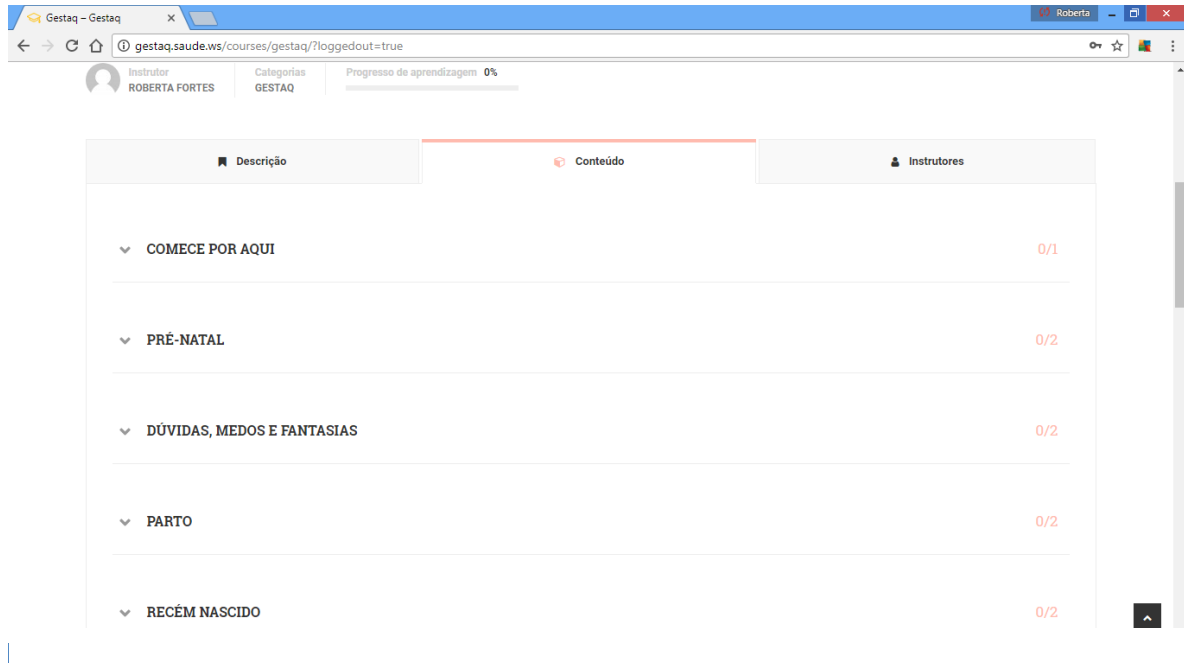 Gestaq – Gestaq
Roberta
gestaq.saude.ws/courses/gestaq/?loggedout=true
Instrutor
ROBERTA FORTES
Categorias
GESTAQ
Progresso de aprendizagem 0%
Descrição
Conteúdo
Instrutores
COMECE POR AQUI 0/1
PRÉ-NATAL 0/2
DÚVIDAS, MEDOS E FANTASIAS 0/2
PARTO 0/2
RECÉM NASCIDO 0/2